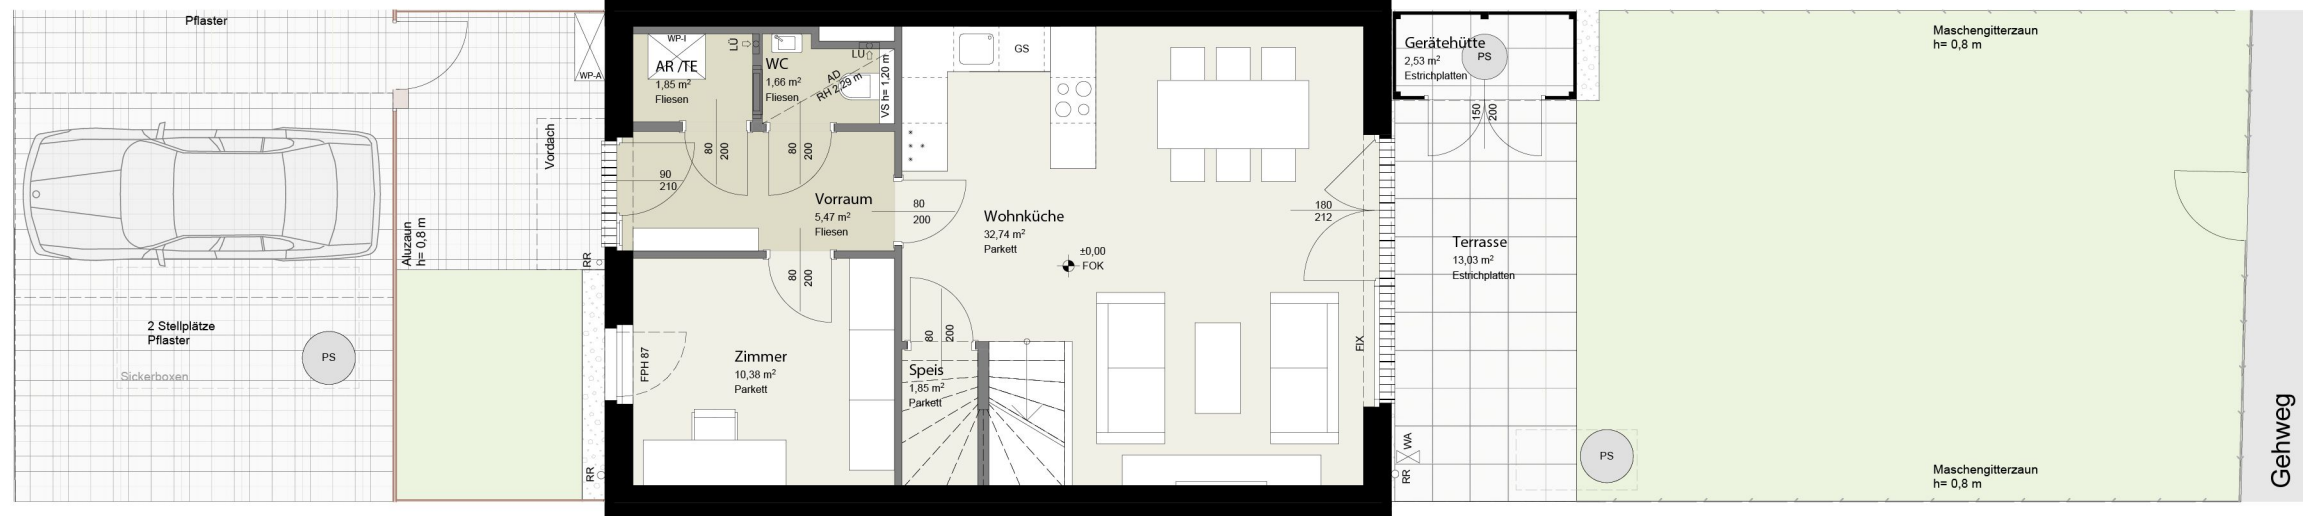 Pflaster
WP-A
Vordach
Aluzaun
h= 0,8 m
RR
2 Stellplätze
Pflaster
PS
Sickerboxen
RR
WP-I
AR /TE
1,85 m²
Fliesen
LÜ
WC
1,66 m²
Fliesen
AD
RH 2,29 m
LÜ
VS h= 1,20 m
80
200
80
200
90
210
Vorraum
5,47 m²
Fliesen
80
200
80
200
FPH 87
Zimmer
10,38 m²
Parkett
GS
Wohnküche
32,74 m²
Parkett
±0,00
FOK
180
212
80
200
Speis
1,85 m²
Parkett
FIX
Gerätehütte
2,53 m²
Estrichplatten
PS
150
200
Terrasse
13,03 m²
Estrichplatten
WA
RR
PS
Maschengitterzaun
h= 0,8 m
Maschengitterzaun
h= 0,8 m
Gehweg